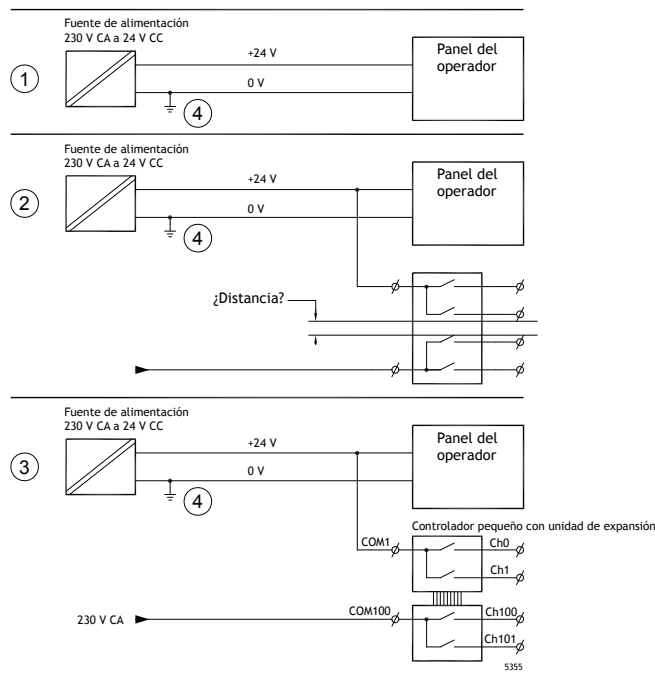 Fuente de alimentación
230 V CA a 24 V CC
+24 V
Panel del
operador
1
0 V
4
Fuente de alimentación
230 V CA a 24 V CC
+24 V
Panel del
operador
2
0 V
4
¿Distancia?
Fuente de alimentación
230 V CA a 24 V CC
+24 V
Panel del
operador
3
0 V
4
Controlador pequeño con unidad de expansión
COM1
Ch0
Ch1
230 V CA
COM100
Ch100
Ch101
5355